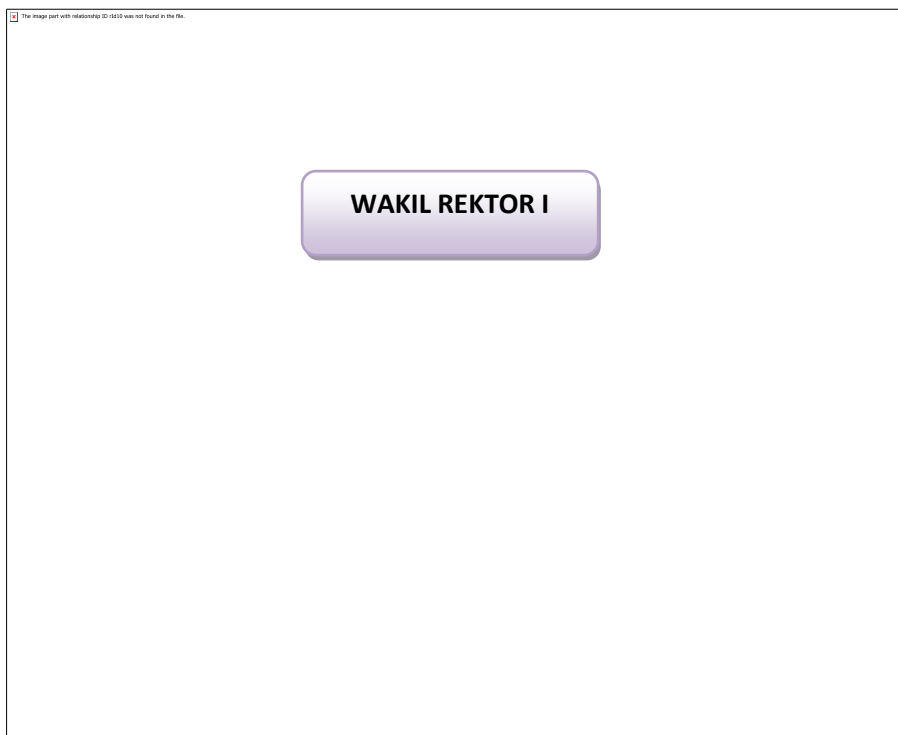 The image part with relationship ID rId10 was not found in the file.
WAKIL REKTOR I